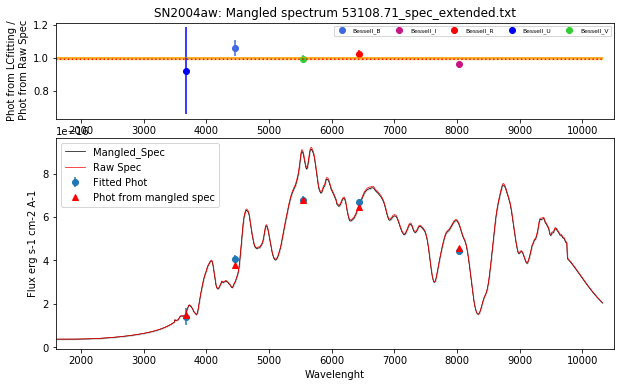 SN2004aw: Mangled spectrum 53108.71_spec_extended.txt
Phot from LCfitting /
Phot from Raw Spec
1.2
1.0
0.8
Bessell_B
Bessell_I
Bessell_R
Bessell_U
Bessell_V
2000 3000 4000 5000 6000 7000 8000 9000 10000
1e−16
Flux erg s-1 cm-2 A-1
8
6
4
2
0
Mangled_Spec
Raw Spec
Fitted Phot
Phot from mangled spec
2000 3000 4000 5000 6000 7000 8000 9000 10000
Wavelenght